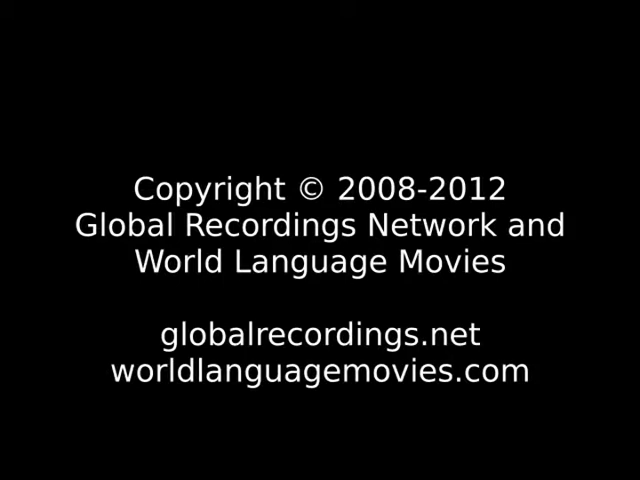 Copyright © 2008-2012
Global Recordings Network and
World Language Movies
globalrecordings.net
worldlanguagemovies.com